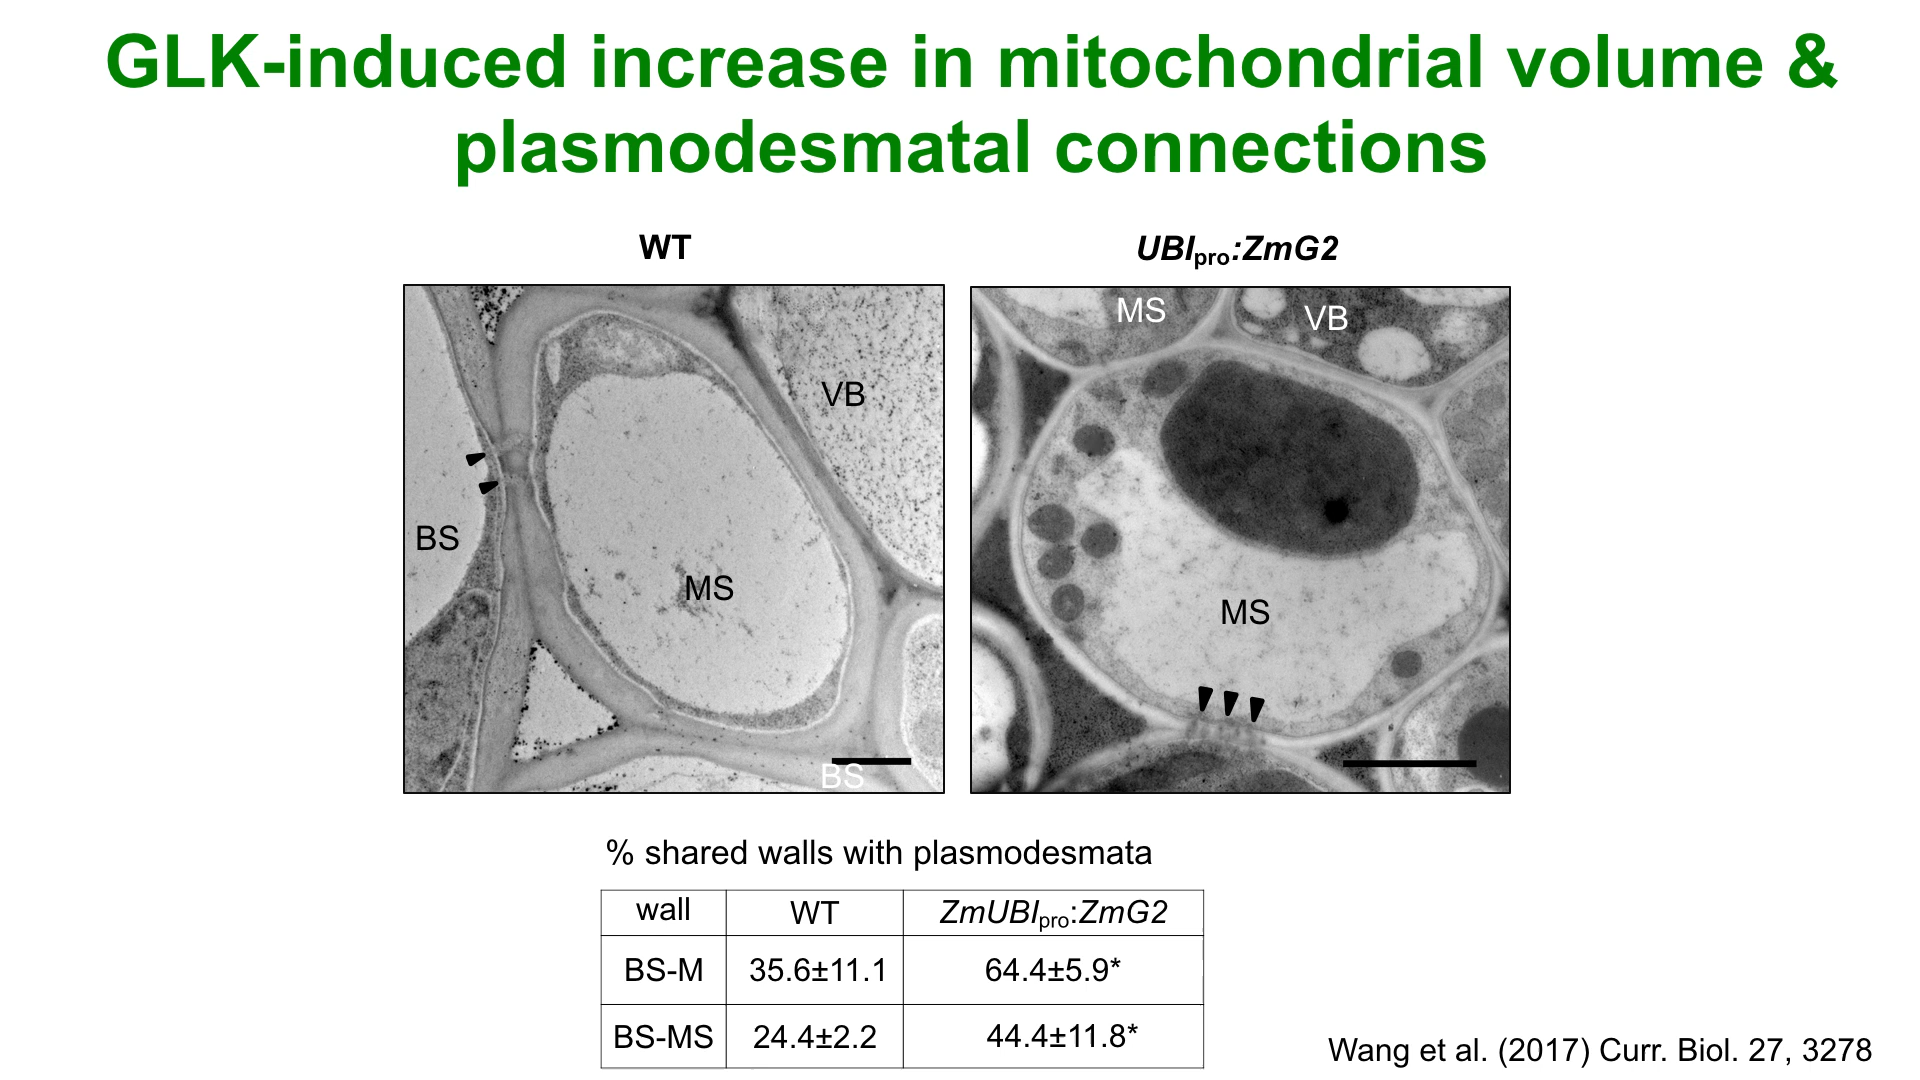 GLK-induced increase in mitochondrial volume &
plasmodesmatal connections
WT
UBIpro:ZmG2
VB
BS
MS
BS
MS
VB
MS
% shared walls with plasmodesmata
wall WT ZmUBIpro:ZmG2
BS-M 35.6±11.1 64.4±5.9*
BS-MS 24.4±2.2 44.4±11.8*
Wang et al. (2017) Curr. Biol. 27, 3278